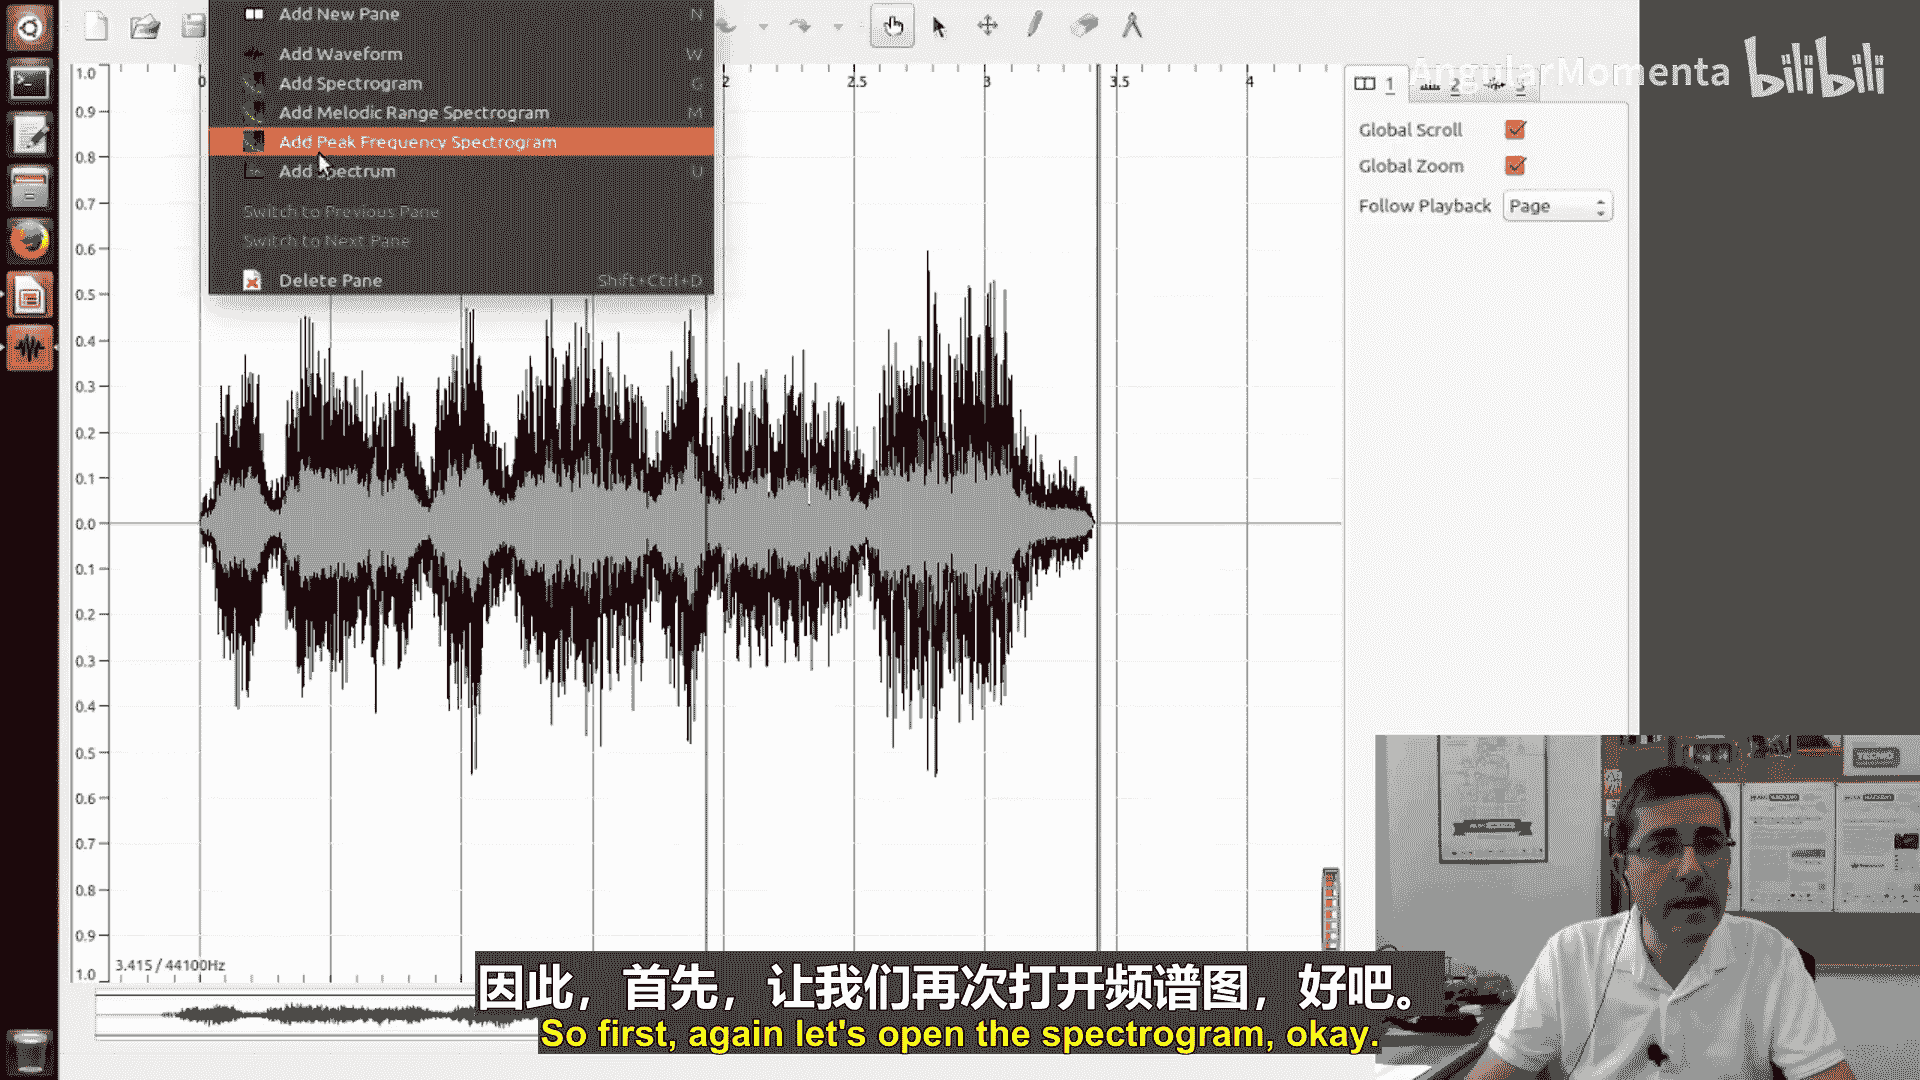 Add New Pane N
Add Waveform W
Add Spectrogram G
Add Melodic Range Spectrogram M
Add Peak Frequency Spectrogram
Add Spectrum U
Switch to Previous Pane
Switch to Next Pane
Delete Pane Shift+Ctrl+D
0 2 2.5 3 3.5 4
1.0
0.9
0.8
0.7
0.6
0.5
0.4
0.3
0.2
0.1
0.0
0.1
0.2
0.3
0.4
0.5
0.6
0.7
0.8
0.9
1.0
3.415 / 44100Hz
AngularMomenta bilibili
1 2 3
Global Scroll
Global Zoom
Follow Playback Page
因此，首先，让我们再次打开频谱图，好吧。
So first, again let's open the spectrogram, okay.